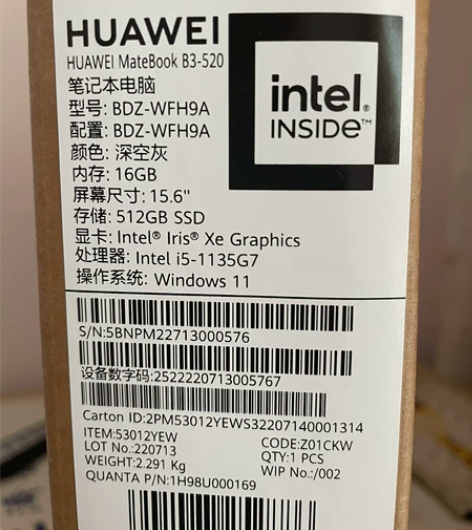 HUAWEI
HUAWEI MateBook B3-520
笔记本电脑
型号: BDZ-WFH9A
配置: BDZ-WFH9A
颜色: 深空灰
内存: 16GB
屏幕尺寸: 15.6"
存储: 512GB SSD
显卡: Intel® Iris® Xe Graphics
处理器: Intel i5-1135G7
操作系统: Windows 11
intel®
INSIDE™
S/N:5BNPM22713000576
设备数字码:2522220713005767
Carton ID:2PM53012YEWS32207140001314
ITEM:53012YEW
CODE:Z01CKW
LOT No.:220713
QTY:1 PCS
WEIGHT:2.291 Kg
WIP No.:/002
QUANTA P/N:1H98U000169